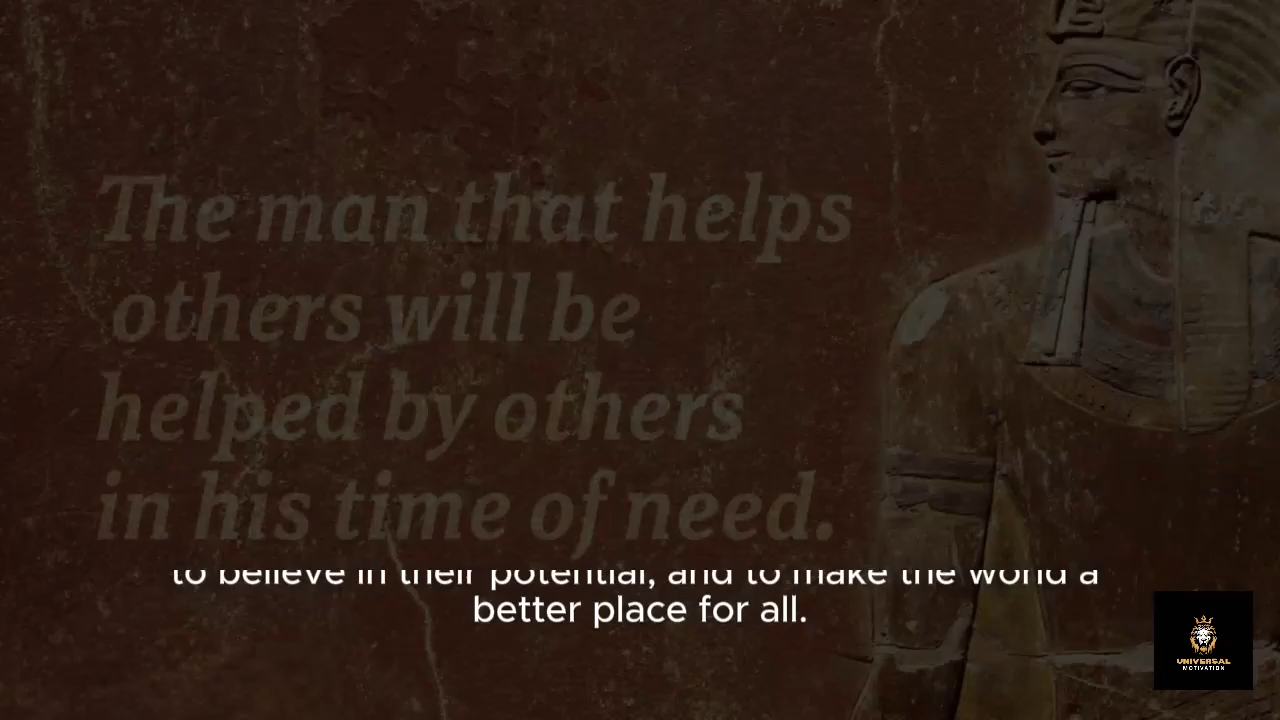 The man that helps
others will be
helped by others
in his time of need.
to believe in their potential, and to make the world a
better place for all.
UNIVERSAL
MOTIVATION